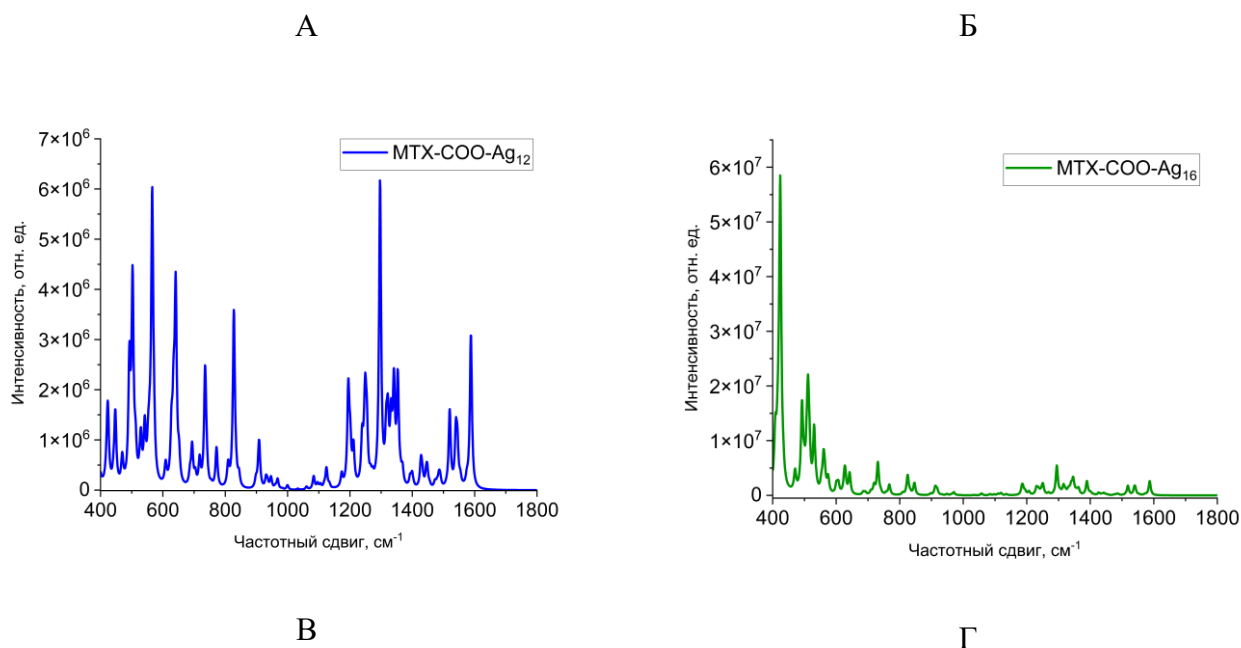 А
Б
7×10⁶
6×10⁶
5×10⁶
4×10⁶
3×10⁶
2×10⁶
1×10⁶
0
400 600 800 1000 1200 1400 1600 1800
Интенсивность, отн. ед.
Частотный сдвиг, см⁻¹
MTX-COO-Ag₁₂
6×10⁷
5×10⁷
4×10⁷
3×10⁷
2×10⁷
1×10⁷
0
400 600 800 1000 1200 1400 1600 1800
Интенсивность, отн. ед.
Частотный сдвиг, см⁻¹
MTX-COO-Ag₁₆
В
Г